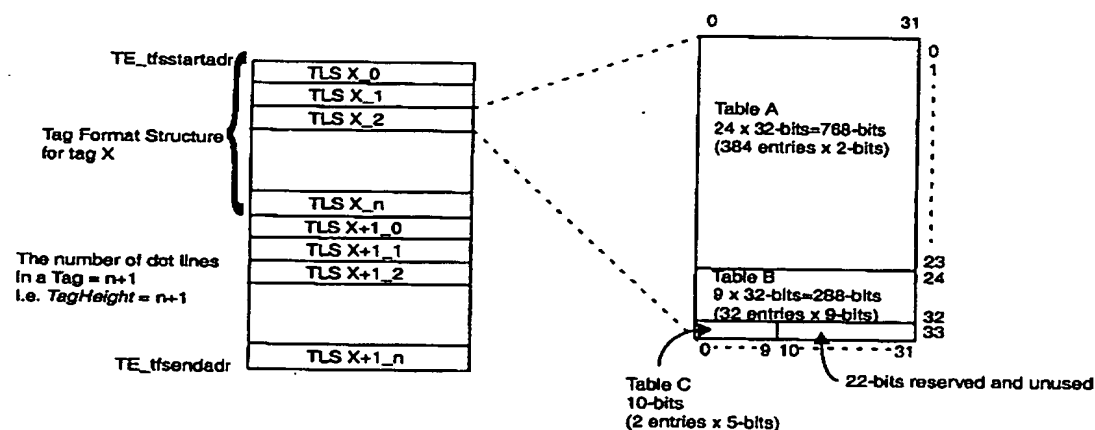 TE_tfsstartadr
TLS X_0
TLS X_1
TLS X_2
Tag Format Structure
for tag X
TLS X_n
TLS X+1_0
TLS X+1_1
TLS X+1_2
The number of dot lines
in a Tag = n+1
i.e. TagHeight = n+1
TE_tfsendadr
TLS X+1_n
0 31
0
1
Table A
24 x 32-bits=768-bits
(384 entries x 2-bits)
23
24
Table B
9 x 32-bits=288-bits
(32 entries x 9-bits)
32
33
0 9 10 31
Table C
10-bits
(2 entries x 5-bits)
22-bits reserved and unused